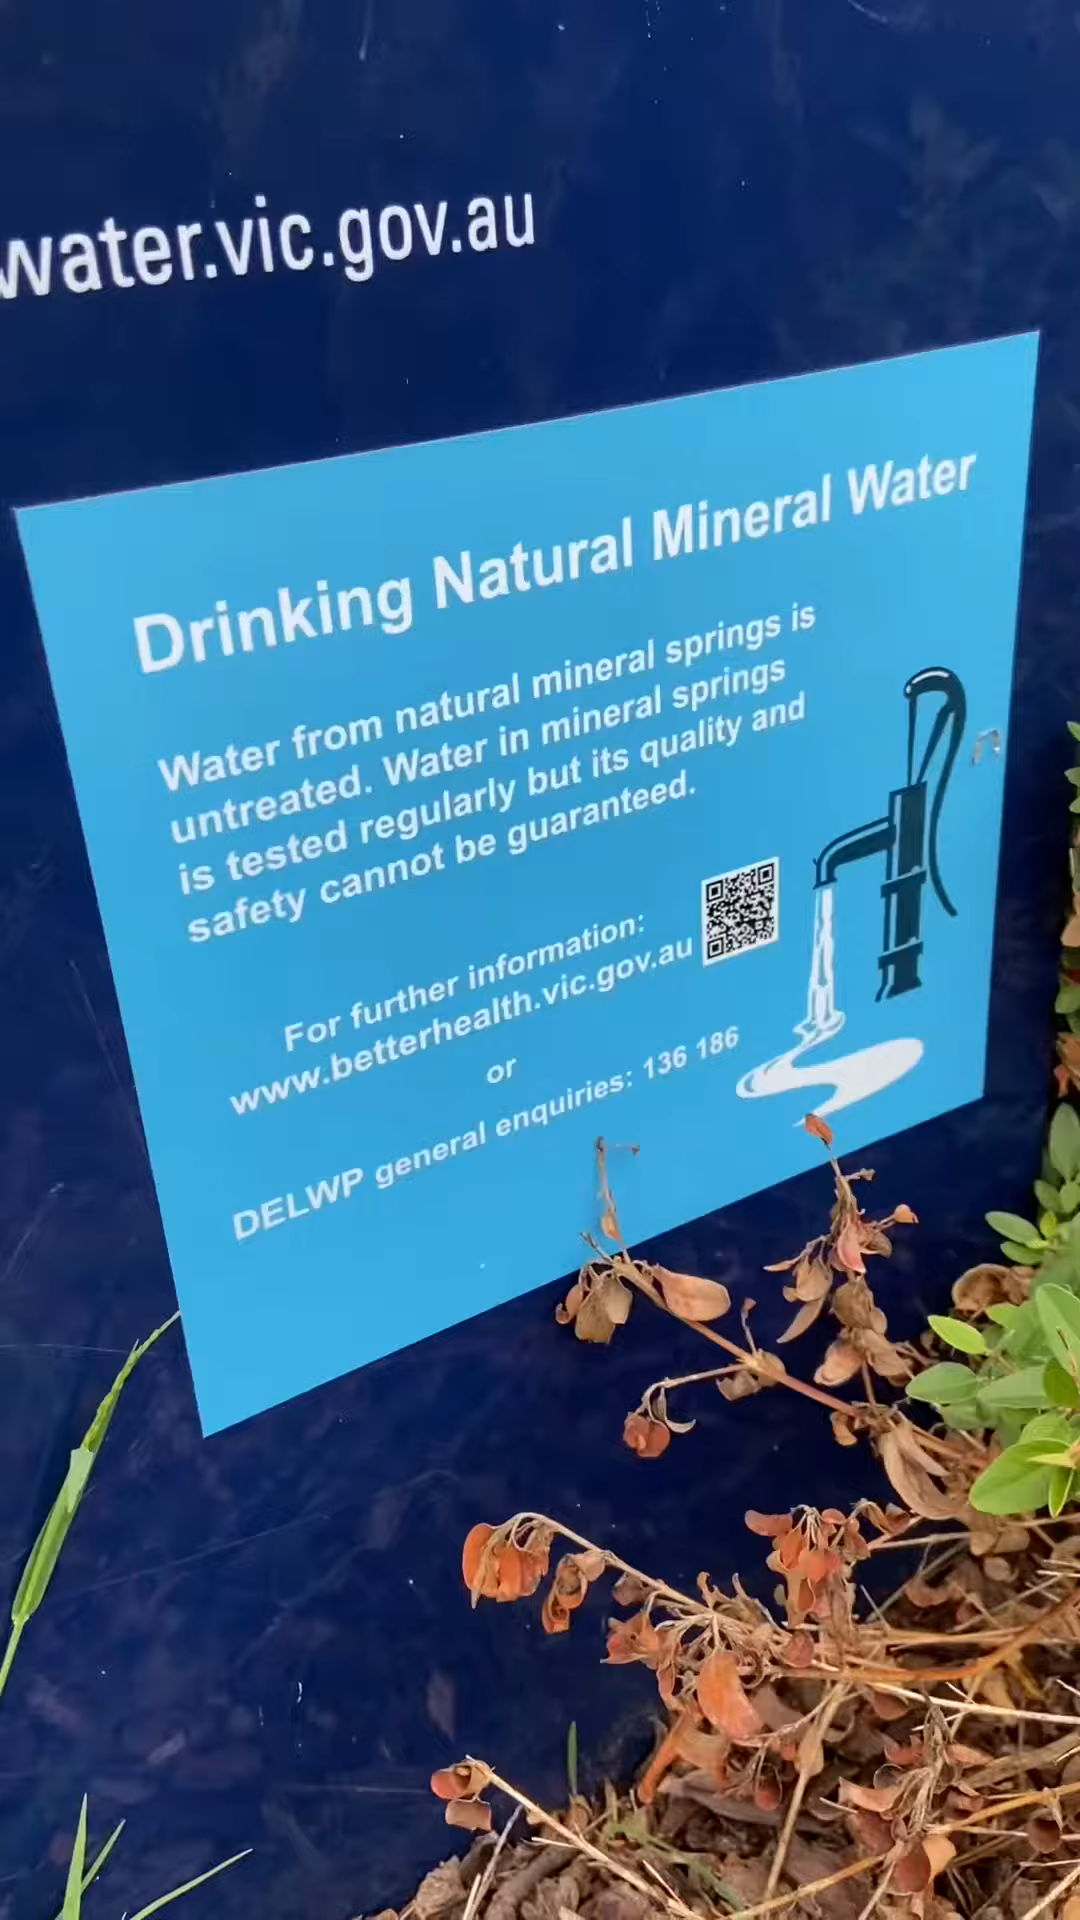 water.vic.gov.au
Drinking Natural Mineral Water
Water from natural mineral springs is
untreated. Water in mineral springs
is tested regularly but its quality and
safety cannot be guaranteed.
For further information:
www.betterhealth.vic.gov.au
or
DELWP general enquiries: 136 186